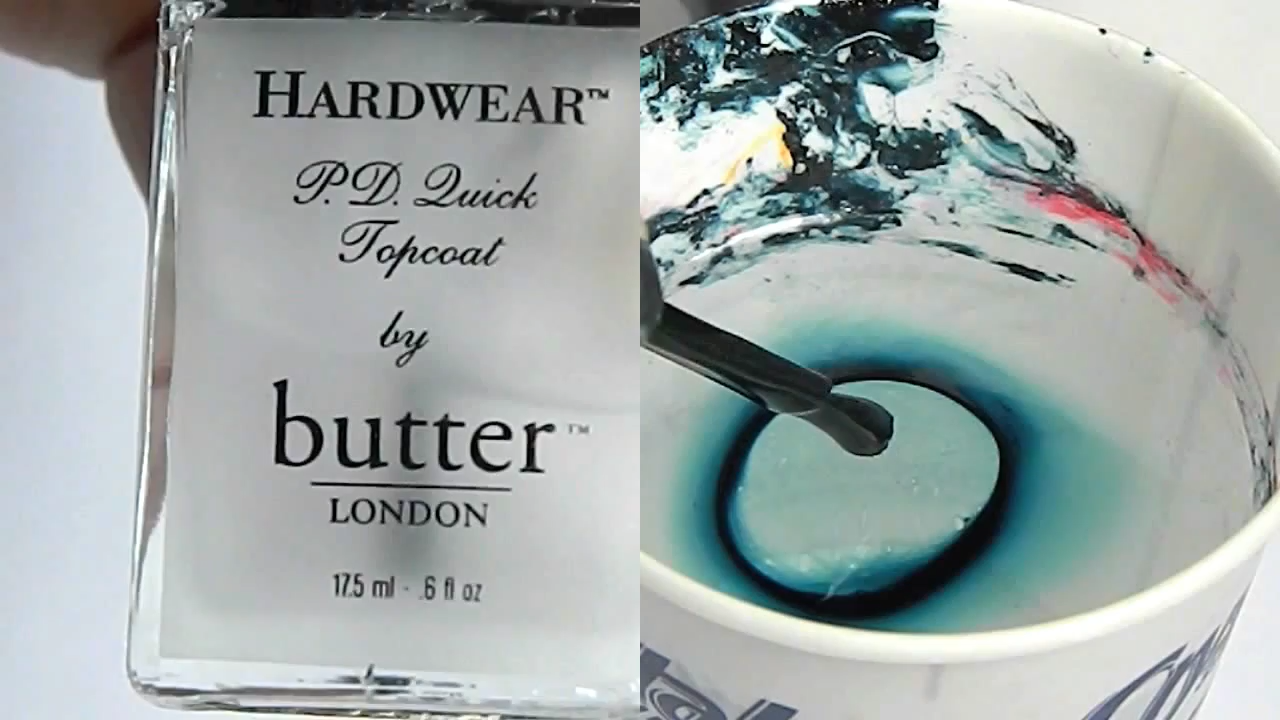 HARDWEAR™
P.D. Quick
Topcoat
by
butter™
LONDON
17.5 ml - .6 fl oz